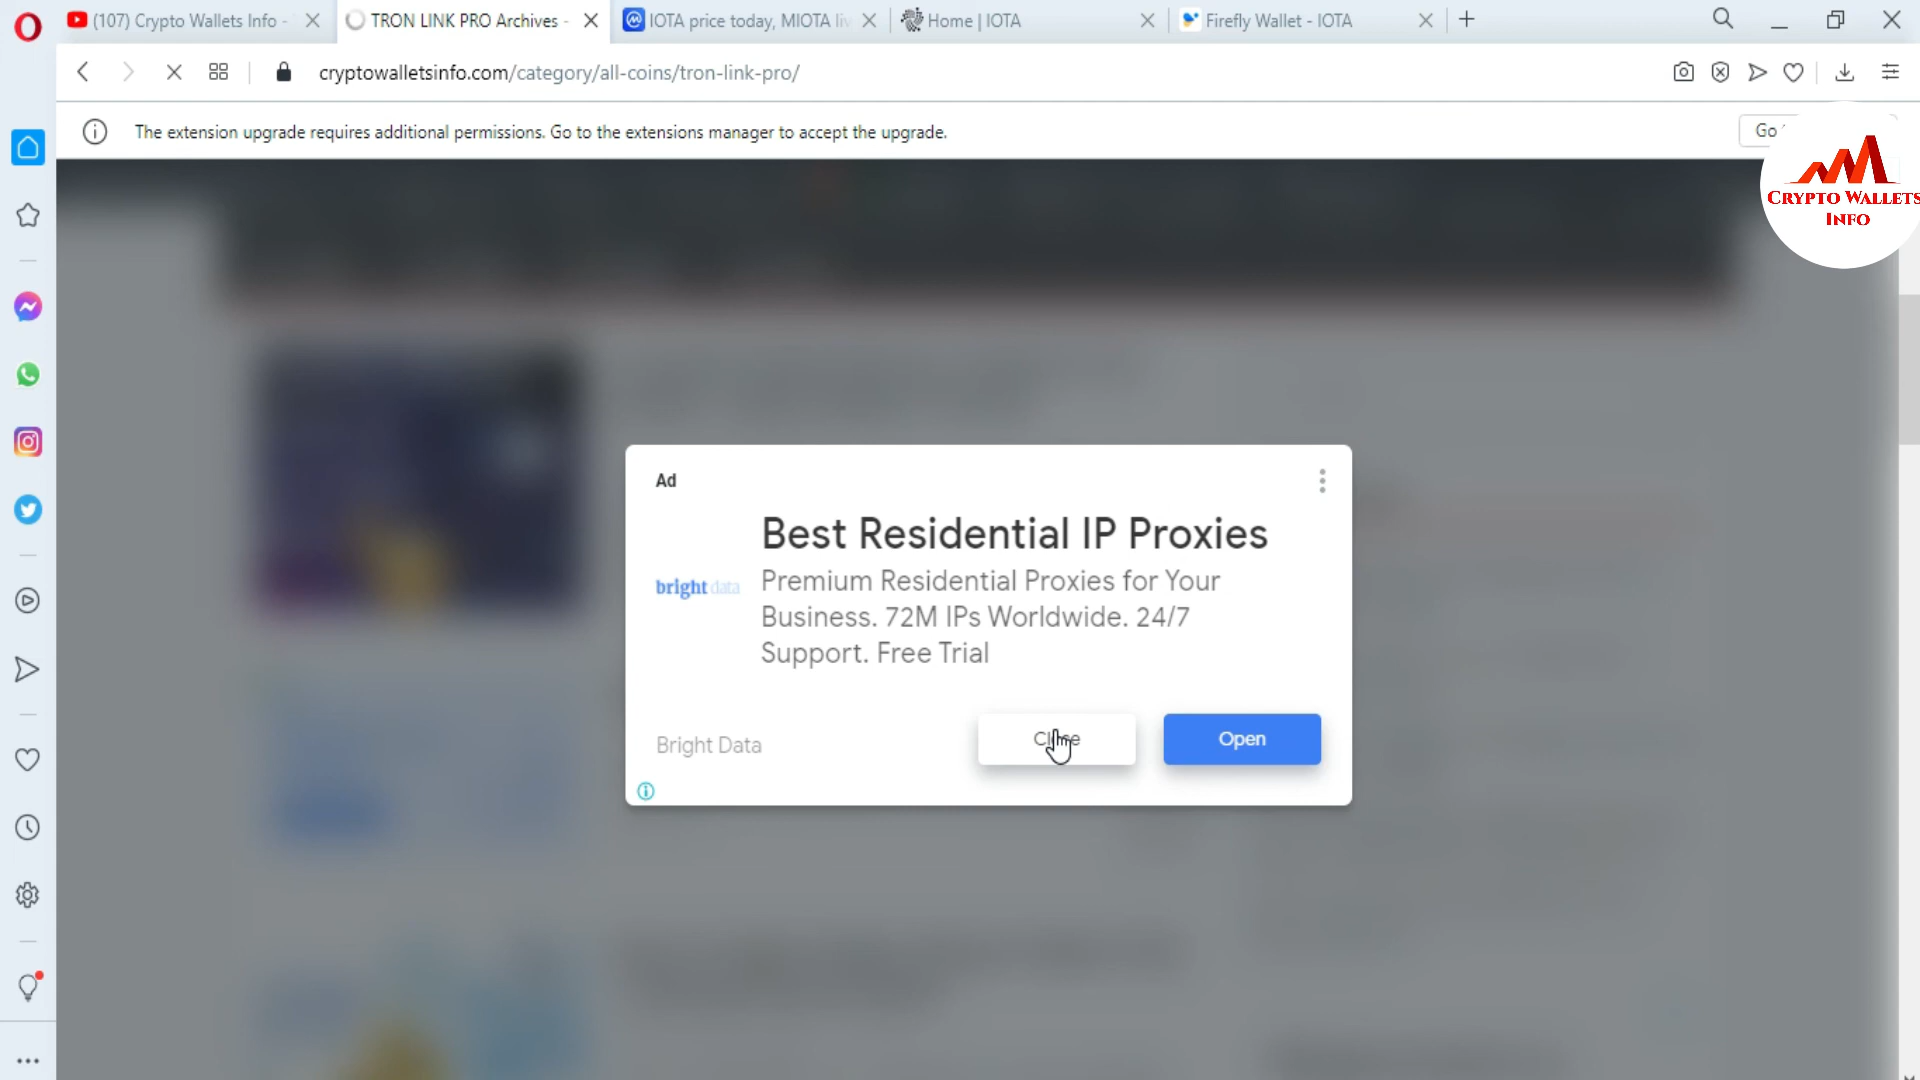 (107) Crypto Wallets Info -
TRON LINK PRO Archives -
IOTA price today, MIOTA liv
Home | IOTA
Firefly Wallet - IOTA
cryptowalletsinfo.com/category/all-coins/tron-link-pro/
The extension upgrade requires additional permissions. Go to the extensions manager to accept the upgrade.
Go
CRYPTO WALLETS
INFO
Ad
Best Residential IP Proxies
bright data
Premium Residential Proxies for Your
Business. 72M IPs Worldwide. 24/7
Support. Free Trial
Bright Data
Close
Open